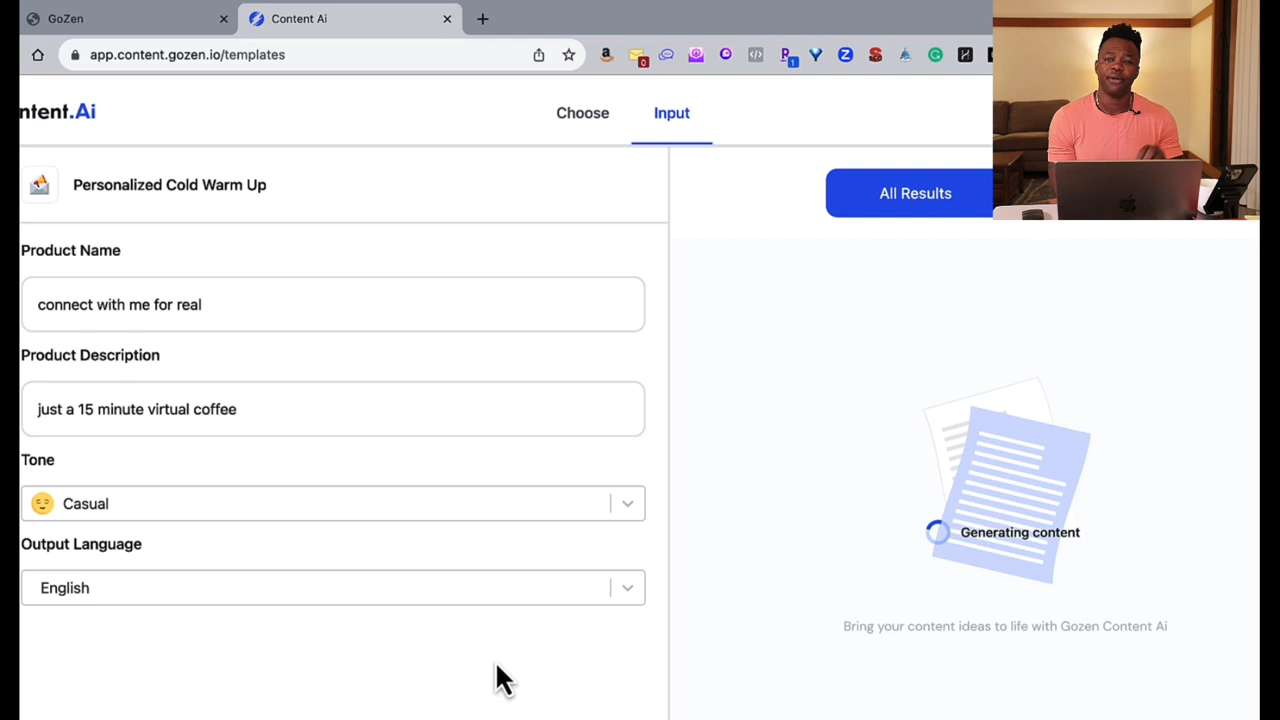 GoZen
Content Ai
app.content.gozen.io/templates
ntent.Ai
Choose
Input
Personalized Cold Warm Up
All Results
Product Name
connect with me for real
Product Description
just a 15 minute virtual coffee
Tone
Casual
Output Language
English
Generating content
Bring your content ideas to life with Gozen Content Ai